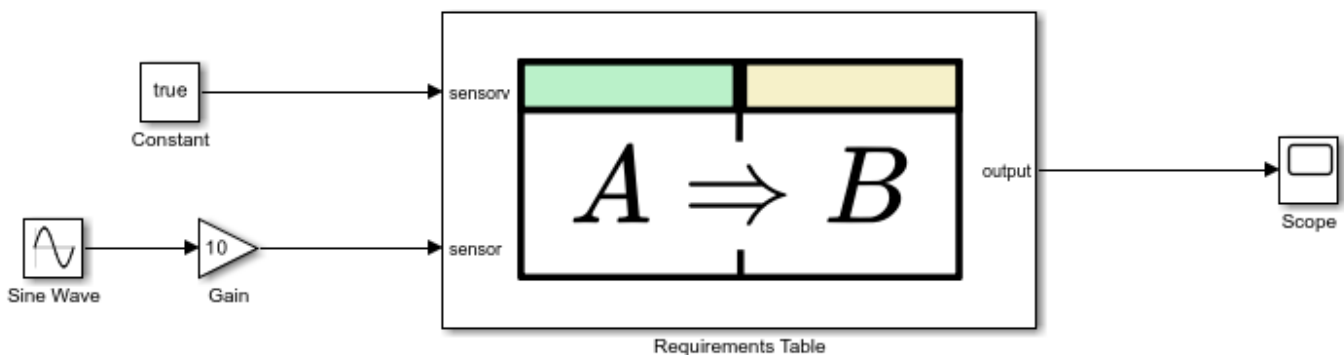 true
Constant
sensorv
A ⇒ B
output
Scope
10
sensor
Sine Wave
Gain
Requirements Table